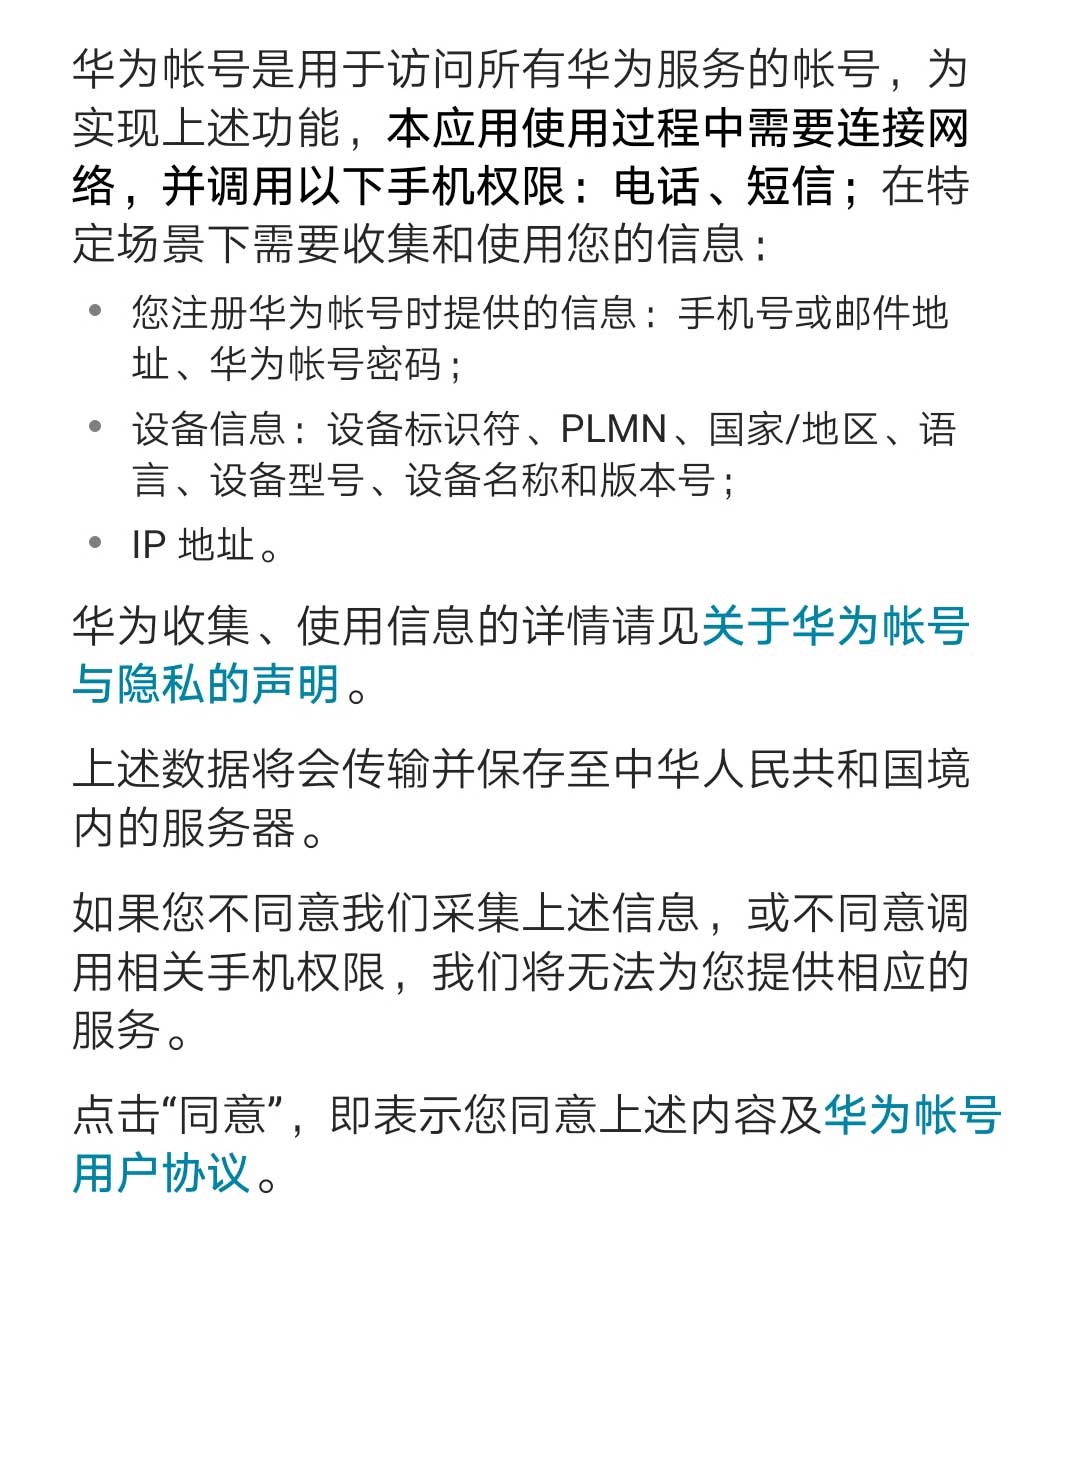 华为帐号是用于访问所有华为服务的帐号，为
实现上述功能，本应用使用过程中需要连接网
络，并调用以下手机权限：电话、短信；在特
定场景下需要收集和使用您的信息：
• 您注册华为帐号时提供的信息：手机号或邮件地
址、华为帐号密码；
• 设备信息：设备标识符、PLMN、国家/地区、语
言、设备型号、设备名称和版本号；
• IP 地址。
华为收集、使用信息的详情请见关于华为帐号
与隐私的声明。
上述数据将会传输并保存至中华人民共和国境
内的服务器。
如果您不同意我们采集上述信息，或不同意调
用相关手机权限，我们将无法为您提供相应的
服务。
点击“同意”，即表示您同意上述内容及华为帐号
用户协议。